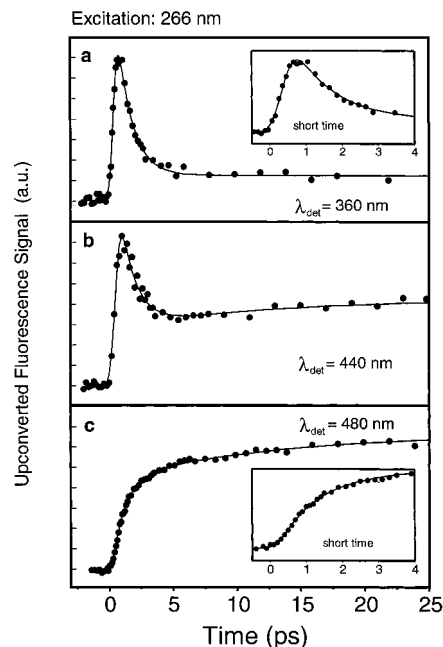 Excitation: 266 nm
a
short time
0 1 2 3 4
λdet = 360 nm
b
λdet = 440 nm
c
λdet = 480 nm
short time
0 1 2 3 4
0 5 10 15 20 25
Time (ps)
Upconverted Fluorescence Signal (a.u.)